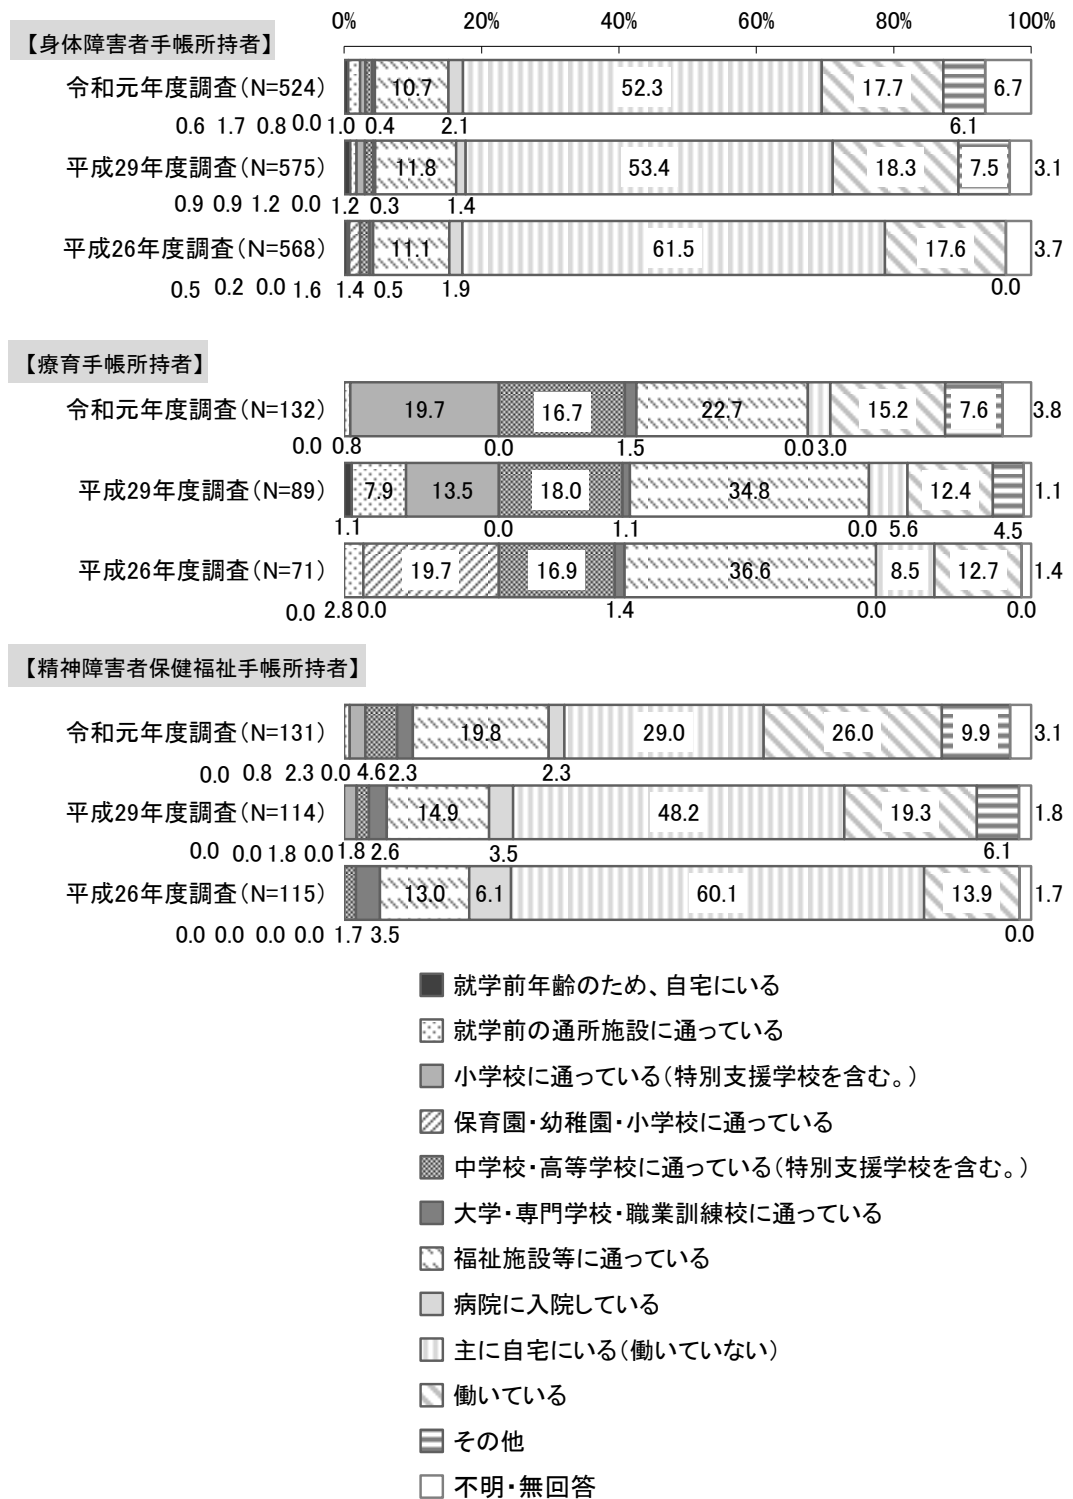 0% 20% 40% 60% 80% 100%
【身体障害者手帳所持者】
令和元年度調査(N=524) 10.7 52.3 17.7 6.7
0.6 1.7 0.8 0.0 1.0 0.4 2.1 6.1
平成29年度調査(N=575) 11.8 53.4 18.3 7.5 3.1
0.9 0.9 1.2 0.0 1.2 0.3 1.4
平成26年度調査(N=568) 11.1 61.5 17.6 3.7
0.5 0.2 0.0 1.6 1.4 0.5 1.9 0.0
【療育手帳所持者】
令和元年度調査(N=132) 19.7 16.7 22.7 15.2 7.6 3.8
0.0 0.8 0.0 1.5 0.0 3.0
平成29年度調査(N=89) 7.9 13.5 18.0 34.8 12.4 1.1
1.1 0.0 1.1 0.0 5.6 4.5
平成26年度調査(N=71) 19.7 16.9 36.6 8.5 12.7 1.4
0.0 2.8 0.0 1.4 0.0 0.0
【精神障害者保健福祉手帳所持者】
令和元年度調査(N=131) 19.8 29.0 26.0 9.9 3.1
0.0 0.8 2.3 0.0 4.6 2.3 2.3
平成29年度調査(N=114) 14.9 48.2 19.3 1.8
0.0 0.0 1.8 0.0 1.8 2.6 3.5 6.1
平成26年度調査(N=115) 13.0 6.1 60.1 13.9 1.7
0.0 0.0 0.0 0.0 1.7 3.5 0.0
就学前年齢のため、自宅にいる
就学前の通所施設に通っている
小学校に通っている(特別支援学校を含む。)
保育園・幼稚園・小学校に通っている
中学校・高等学校に通っている(特別支援学校を含む。)
大学・専門学校・職業訓練校に通っている
福祉施設等に通っている
病院に入院している
主に自宅にいる(働いていない)
働いている
その他
不明・無回答